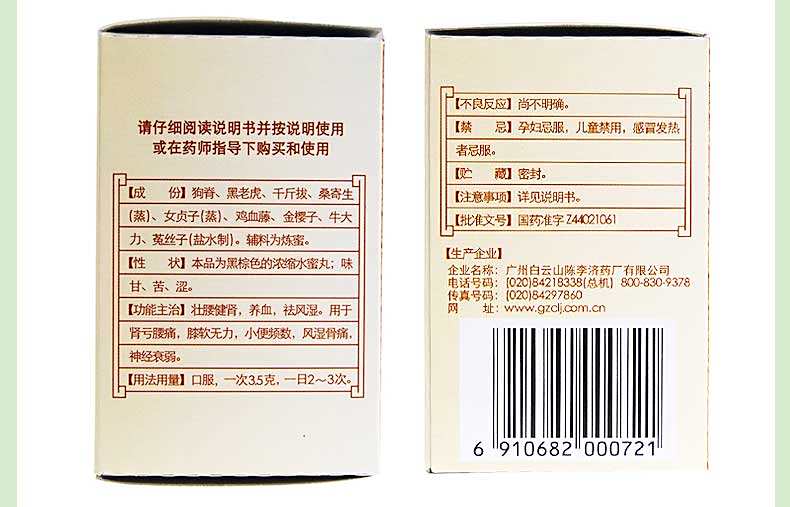 请仔细阅读说明书并按说明使用
或在药师指导下购买和使用
【成　份】狗脊、黑老虎、千斤拔、桑寄生
(蒸)、女贞子(蒸)、鸡血藤、金樱子、牛大
力、菟丝子(盐水制)。辅料为炼蜜。
【性　状】本品为黑棕色的浓缩水蜜丸；味
甘、苦、涩。
【功能主治】壮腰健肾，养血，祛风湿。用于
肾亏腰痛，膝软无力，小便频数，风湿骨痛，
神经衰弱。
【用法用量】口服，一次3.5克，一日2～3次。
【不良反应】尚不明确。
【禁　忌】孕妇忌服，儿童禁用，感冒发热
者忌服。
【贮　藏】密封。
【注意事项】详见说明书。
【批准文号】国药准字Z44021061
【生产企业】
企业名称：广州白云山陈李济药厂有限公司
电话号码：(020)84218338(总机) 800-830-9378
传真号码：(020)84297860
网　址：www.gzclj.com.cn
6 910682 000721